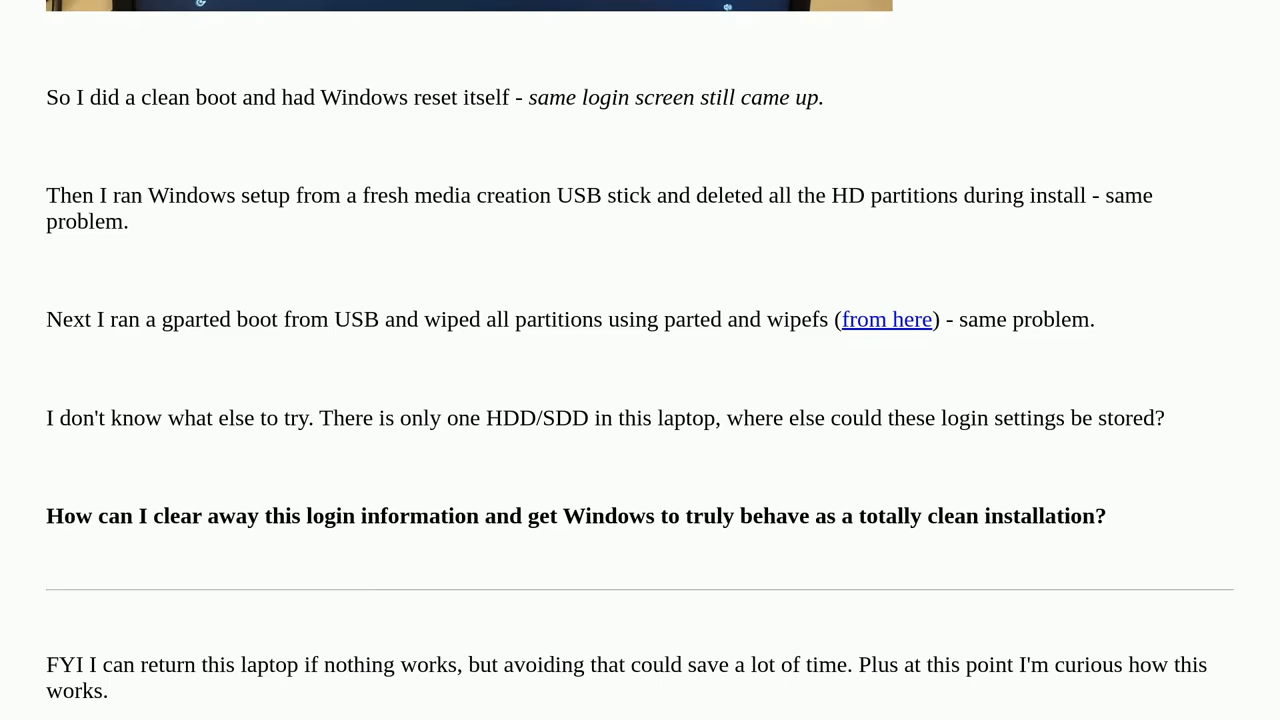 So I did a clean boot and had Windows reset itself - same login screen still came up.
Then I ran Windows setup from a fresh media creation USB stick and deleted all the HD partitions during install - same
problem.
Next I ran a gparted boot from USB and wiped all partitions using parted and wipefs (from here) - same problem.
I don't know what else to try. There is only one HDD/SDD in this laptop, where else could these login settings be stored?
How can I clear away this login information and get Windows to truly behave as a totally clean installation?
FYI I can return this laptop if nothing works, but avoiding that could save a lot of time. Plus at this point I'm curious how this
works.